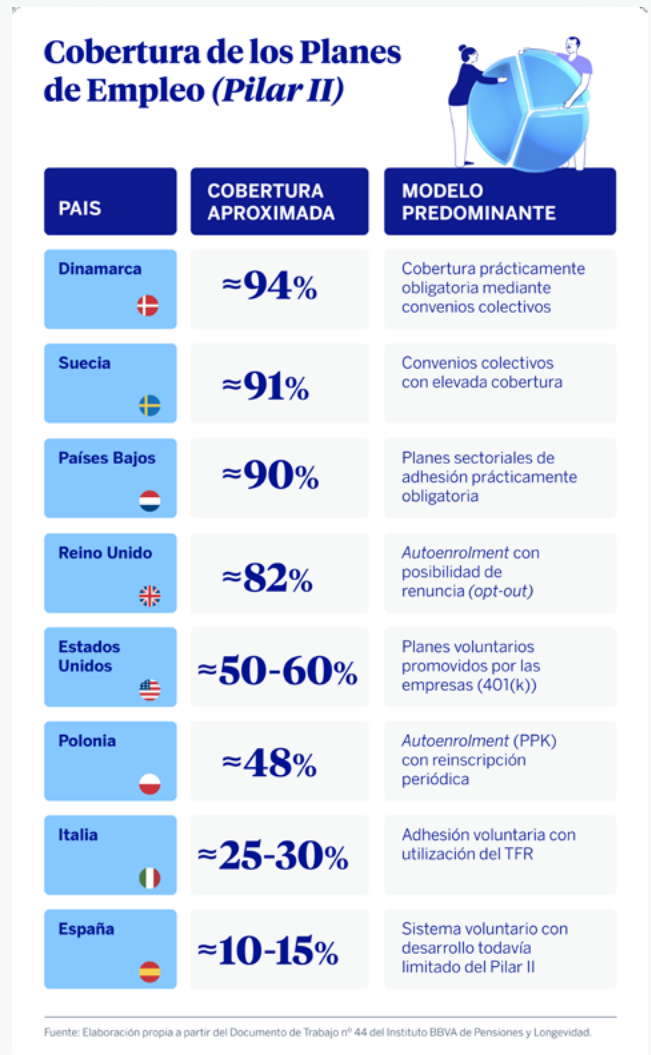 Cobertura de los Planes
de Empleo (Pilar II)
PAIS
COBERTURA
APROXIMADA
MODELO
PREDOMINANTE
Dinamarca
≈94%
Cobertura prácticamente
obligatoria mediante
convenios colectivos
Suecia
≈91%
Convenios colectivos
con elevada cobertura
Países Bajos
≈90%
Planes sectoriales de
adhesión prácticamente
obligatoria
Reino Unido
≈82%
Autoenrolment con
posibilidad de
renuncia (opt-out)
Estados
Unidos
≈50-60%
Planes voluntarios
promovidos por las
empresas (401(k))
Polonia
≈48%
Autoenrolment (PPK)
con reinscripción
periódica
Italia
≈25-30%
Adhesión voluntaria con
utilización del TFR
España
≈10-15%
Sistema voluntario con
desarrollo todavía
limitado del Pilar II
Fuente: Elaboración propia a partir del Documento de Trabajo nº 44 del Instituto BBVA de Pensiones y Longevidad.